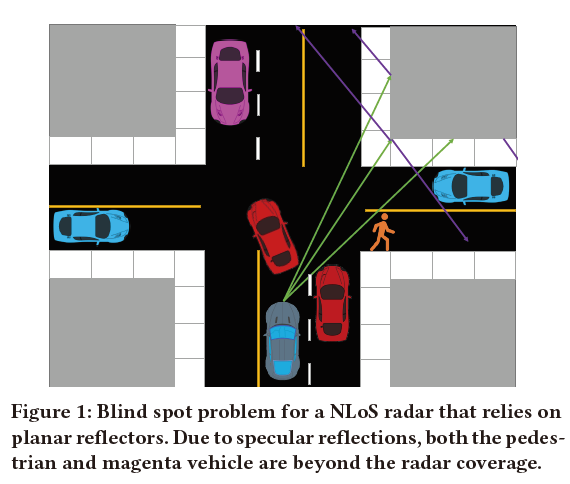 Figure 1: Blind spot problem for a NLoS radar that relies on
planar reflectors. Due to specular reflections, both the pedes-
trian and magenta vehicle are beyond the radar coverage.